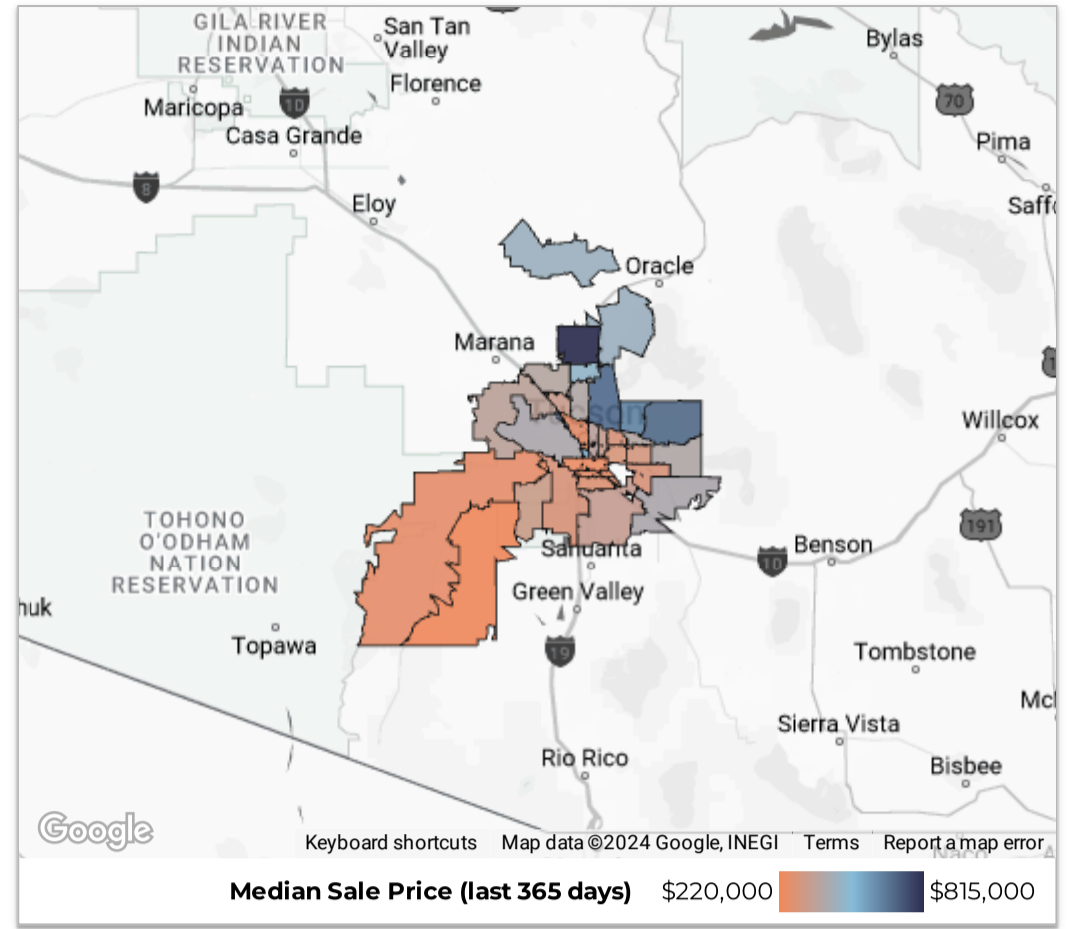 GILA RIVER
INDIAN
RESERVATION
San Tan
Valley
Bylas
Florence
Maricopa
10
70
Casa Grande
Pima
8
Eloy
Oracle
Marana
Tucson
Willcox
TOHONO
O'ODHAM
NATION
RESERVATION
191
Benson
10
Sahuarita
Green Valley
Topawa
19
Tombstone
Sierra Vista
Rio Rico
Bisbee
Google
Keyboard shortcuts
Map data ©2024 Google, INEGI
Terms
Report a map error
Naco
Median Sale Price (last 365 days)
$220,000
$815,000